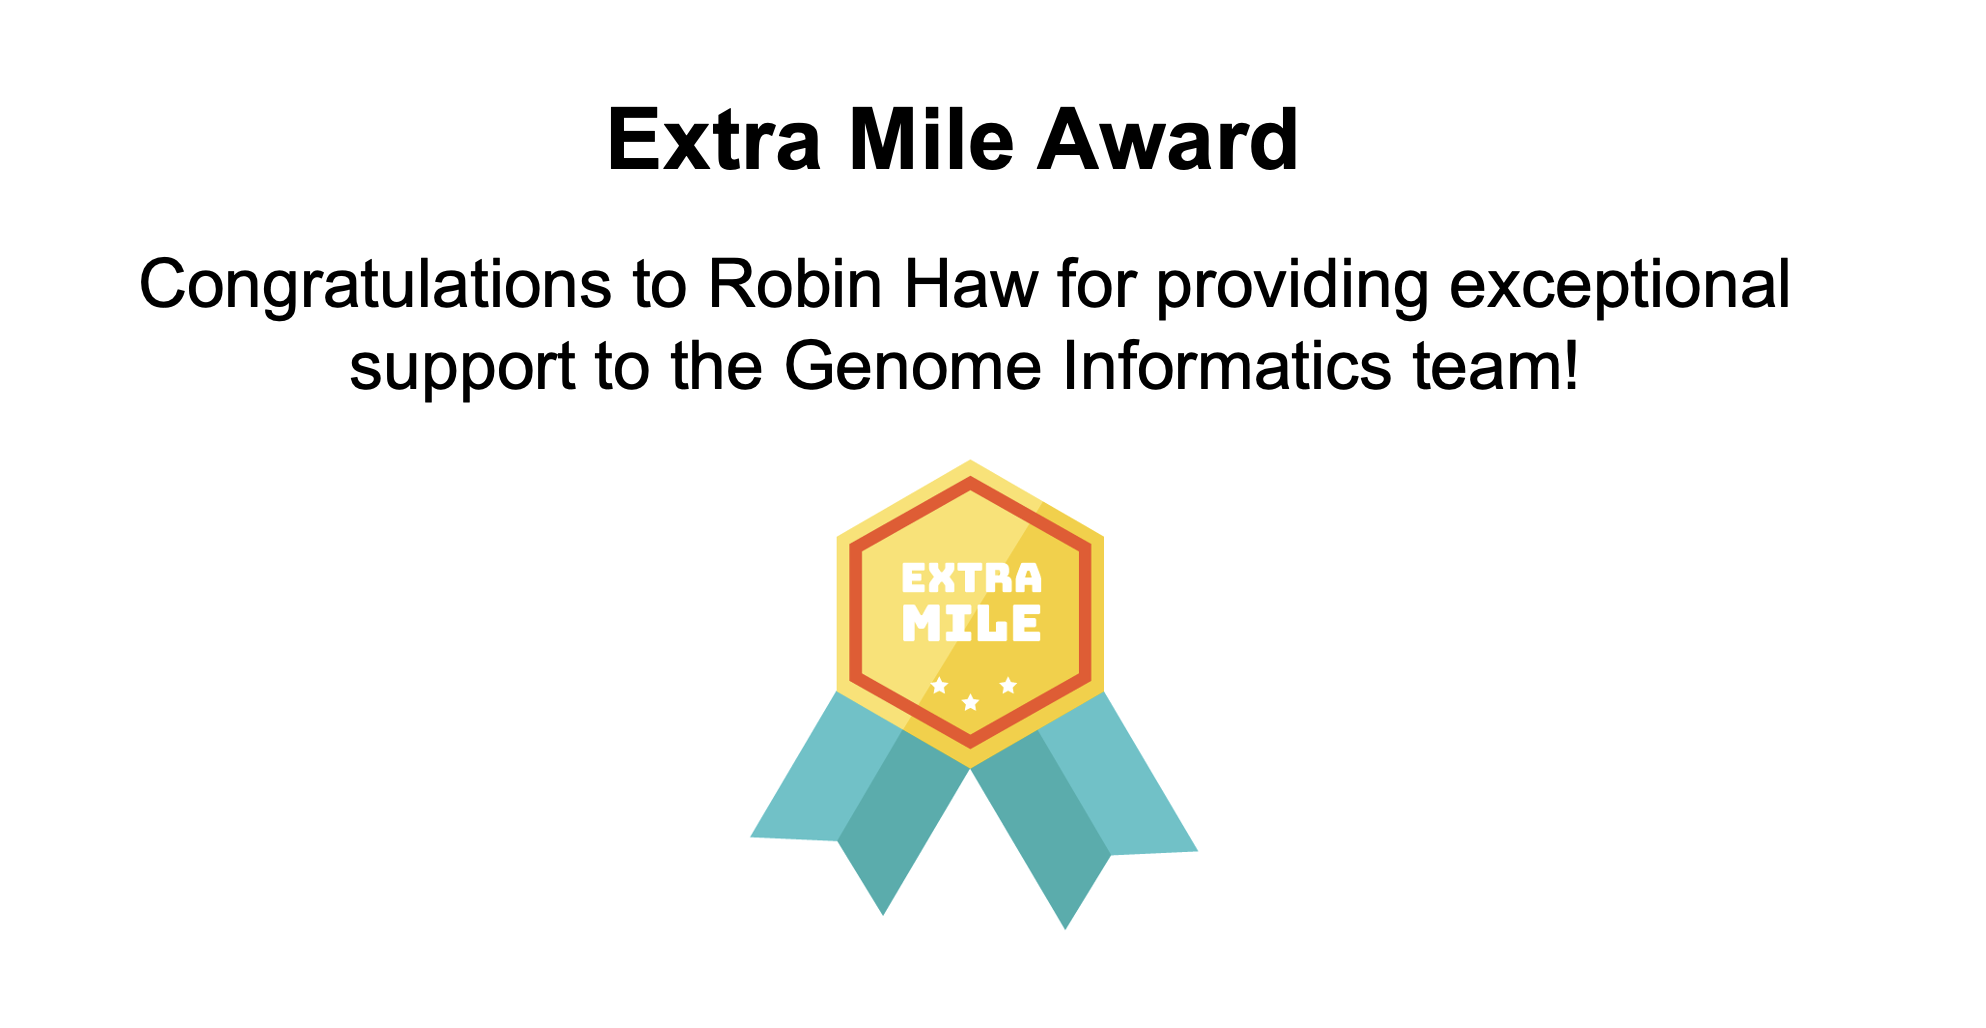 Extra Mile Award
Congratulations to Robin Haw for providing exceptional
support to the Genome Informatics team!
EXTRA
MILE